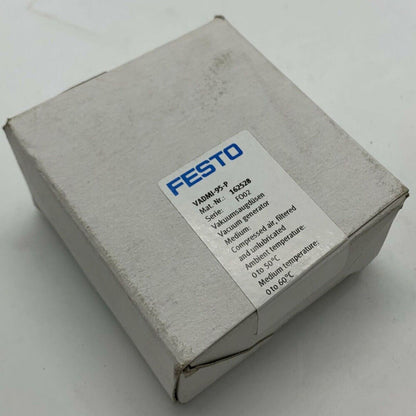 FESTO
VADMI-95-P
Mat.-Nr.: 162528
Serie: FO02
Vakuumsaugdüsen
Vacuum generator
Medium:
Compressed air, filtered
and unlubricated
Ambient temperature:
0 to 50°C
Medium temperature:
0 to 60°C